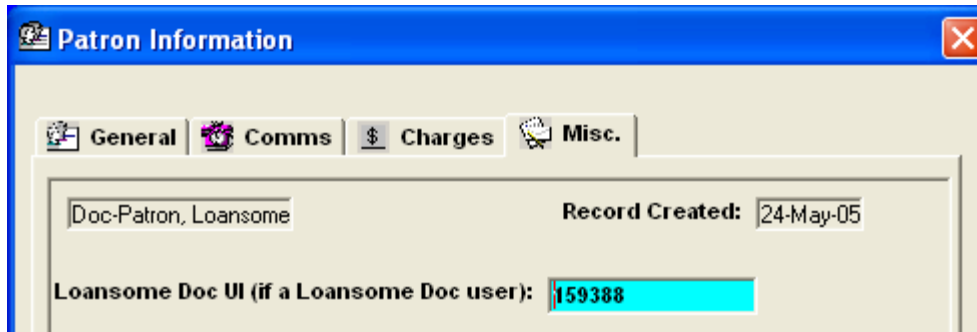 Patron Information
General Comms $ Charges Misc.
Doc-Patron, Loansome Record Created: 24-May-05
Loansome Doc UI (if a Loansome Doc user): 159388